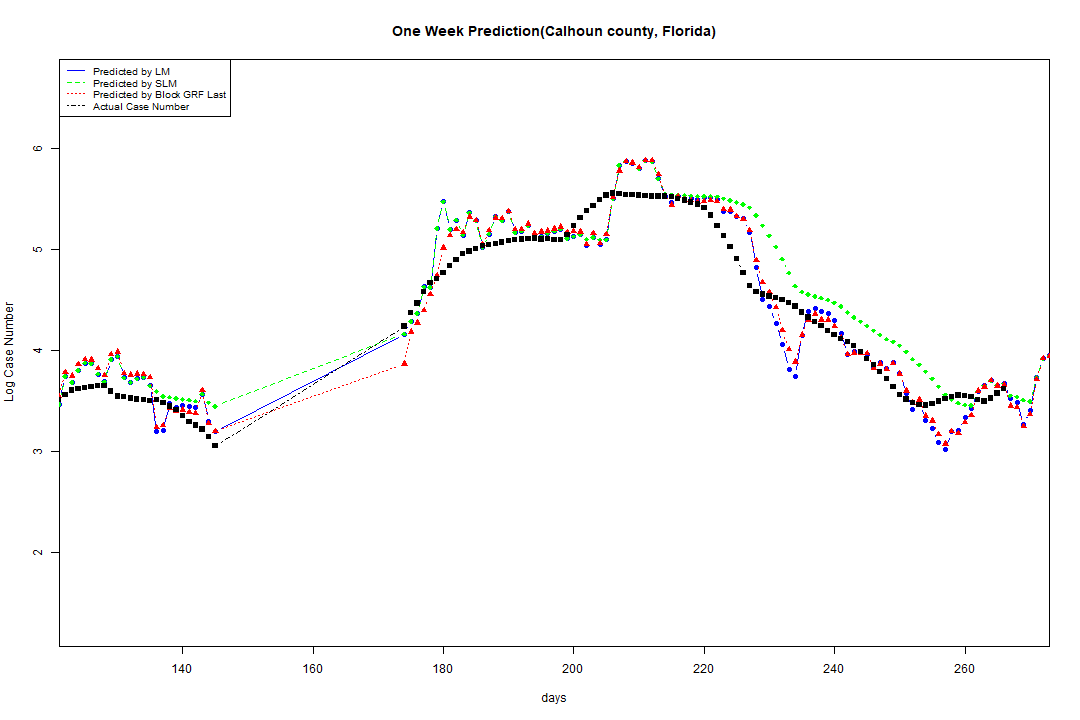 One Week Prediction(Calhoun county, Florida)
Predicted by LM
Predicted by SLM
Predicted by Block GRF Last
Actual Case Number
6
5
4
3
2
Log Case Number
140 160 180 200 220 240 260
days